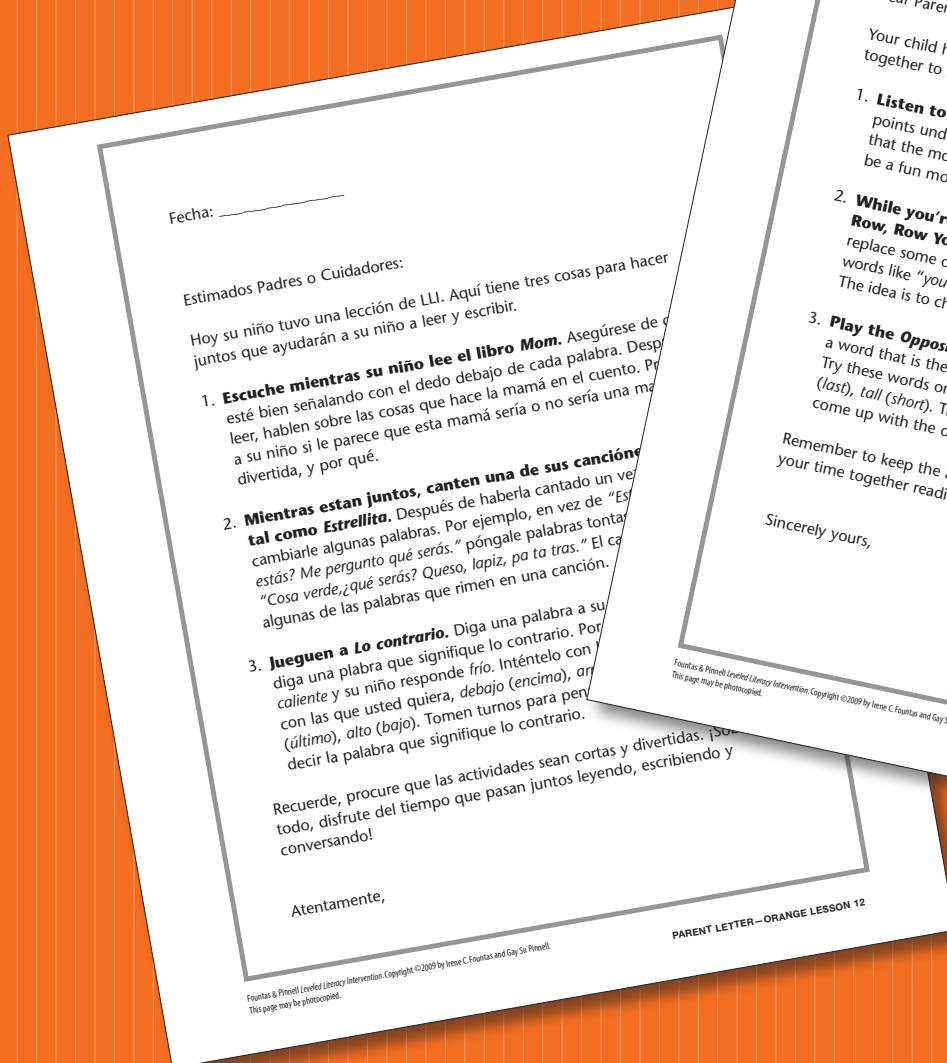 Fecha: ______________
Estimados Padres o Cuidadores:
Hoy su niño tuvo una lección de LLI. Aquí tiene tres cosas para hacer
juntos que ayudarán a su niño a leer y escribir.
1. Escuche mientras su niño lee el libro Mom. Asegúrese de
esté bien señalando con el dedo debajo de cada palabra. Desp
leer, hablen sobre las cosas que hace la mamá en el cuento. Pr
a su niño si le parece que esta mamá sería o no sería una ma
divertida, y por qué.
2. Mientras estan juntos, canten una de sus cancióne
tal como Estrellita. Después de haberla cantado un vez
cambiarle algunas palabras. Por ejemplo, en vez de “Es
estás? Me pergunto qué serás.” póngale palabras tontas
“Cosa verde,¿qué serás? Queso, lapiz, pa ta tras.” El ca
algunas de las palabras que rimen en una canción.
3. Jueguen a Lo contrario. Diga una palabra a su
diga una plabra que signifique lo contrario. Por
caliente y su niño responde frío. Inténtelo con
con las que usted quiera, debajo (encima), arr
(último), alto (bajo). Tomen turnos para pen
decir la palabra que signifique lo contrario.
Recuerde, procure que las actividades sean cortas y divertidas. ¡Sob
todo, disfrute del tiempo que pasan juntos leyendo, escribiendo y
conversando!
Atentamente,
Fountas & Pinnell Leveled Literacy Intervention. Copyright ©2009 by Irene C. Fountas and Gay Su Pinnell.
This page may be photocopied.
PARENT LETTER—ORANGE LESSON 12
ear Paren
Your child h
together to
1. Listen to
points und
that the mo
be a fun mo
2. While you’re
Row, Row Yo
replace some o
words like “you
The idea is to ch
3. Play the Opposi
a word that is the
Try these words or
(last), tall (short). T
come up with the o
Remember to keep the a
your time together readi
Sincerely yours,
Fountas & Pinnell Leveled Literacy Intervention. Copyright ©2009 by Irene C. Fountas and Gay S
This page may be photocopied.